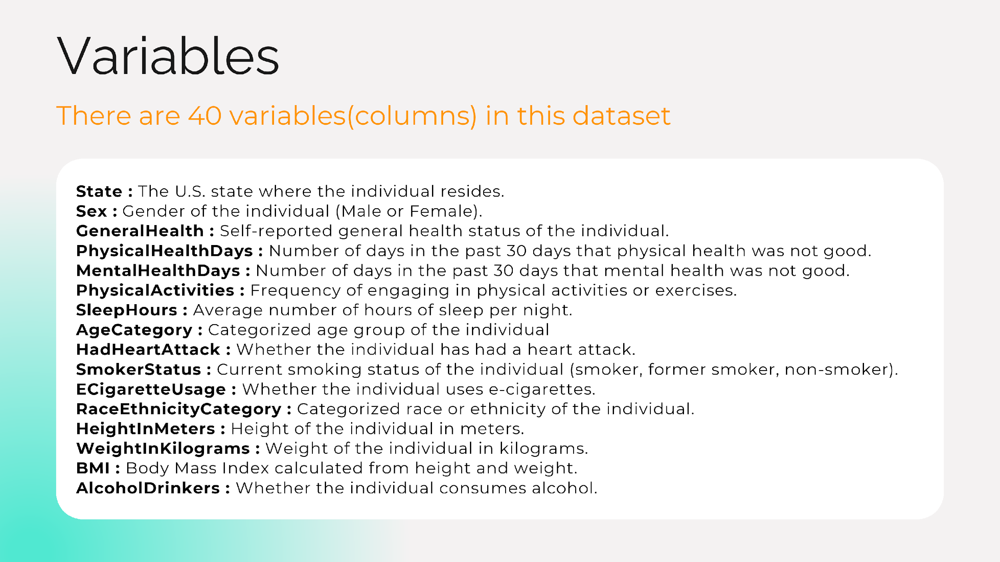 Variables
There are 40 variables(columns) in this dataset
State : The U.S. state where the individual resides.
Sex : Gender of the individual (Male or Female).
GeneralHealth : Self-reported general health status of the individual.
PhysicalHealthDays : Number of days in the past 30 days that physical health was not good.
MentalHealthDays : Number of days in the past 30 days that mental health was not good.
PhysicalActivities : Frequency of engaging in physical activities or exercises.
SleepHours : Average number of hours of sleep per night.
AgeCategory : Categorized age group of the individual
HadHeartAttack : Whether the individual has had a heart attack.
SmokerStatus : Current smoking status of the individual (smoker, former smoker, non-smoker).
ECigaretteUsage : Whether the individual uses e-cigarettes.
RaceEthnicityCategory : Categorized race or ethnicity of the individual.
HeightInMeters : Height of the individual in meters.
WeightInKilograms : Weight of the individual in kilograms.
BMI : Body Mass Index calculated from height and weight.
AlcoholDrinkers : Whether the individual consumes alcohol.